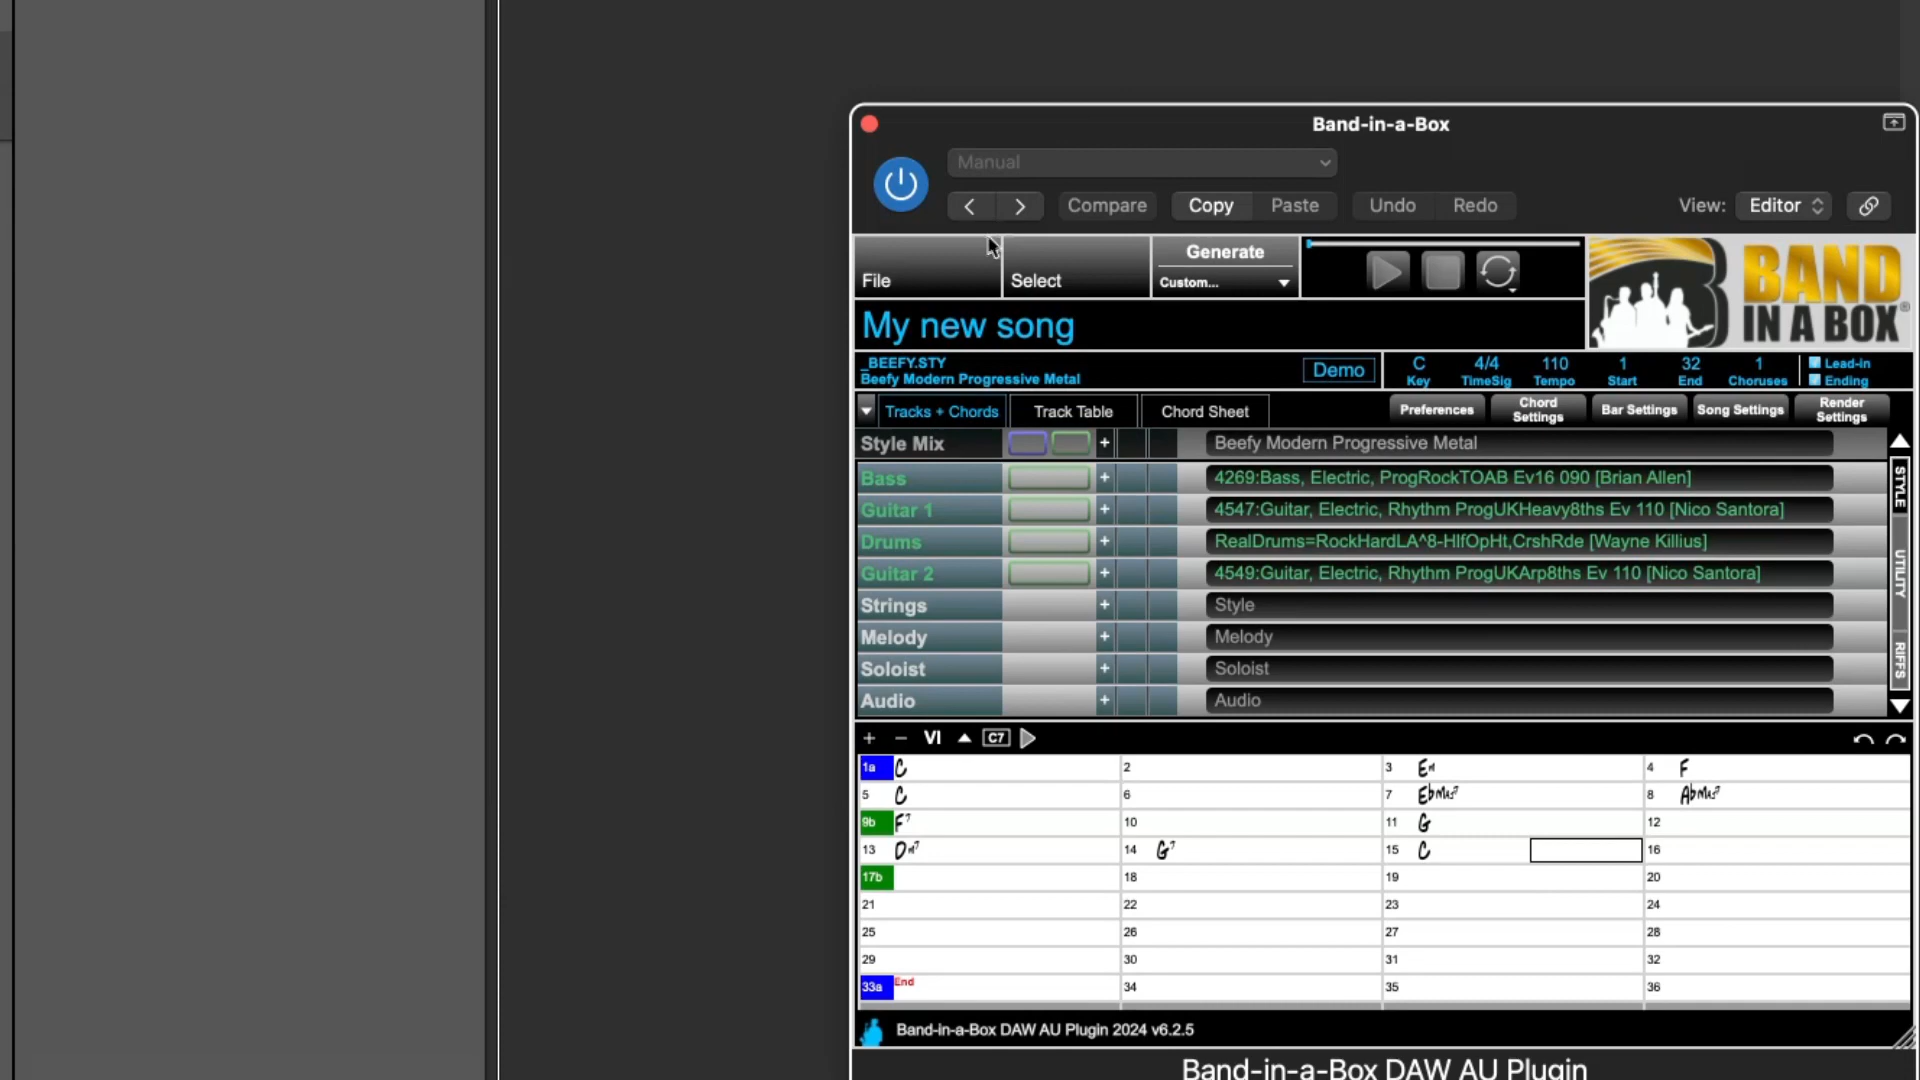 Band-in-a-Box
Manual
Compare Copy Paste Undo Redo View: Editor
File Select Generate
Custom...
BAND
IN A BOX®
My new song
_BEEFY.STY
Beefy Modern Progressive Metal
Demo
C 4/4 110 1 32 1 Lead-in
Key TimeSig Tempo Start End Choruses Ending
Tracks + Chords Track Table Chord Sheet Preferences Chord Settings Bar Settings Song Settings Render Settings
Style Mix + Beefy Modern Progressive Metal
Bass + 4269:Bass, Electric, ProgRockTOAB Ev16 090 [Brian Allen]
Guitar 1 + 4547:Guitar, Electric, Rhythm ProgUKHeavy8ths Ev 110 [Nico Santora]
Drums + RealDrums=RockHardLA^8-HlfOpHt,CrshRde [Wayne Killius]
Guitar 2 + 4549:Guitar, Electric, Rhythm ProgUKArp8ths Ev 110 [Nico Santora]
Strings + Style
Melody + Melody
Soloist + Soloist
Audio + Audio
STYLE
UTILITY
RIFFS
+ − VI C7
1a C 2 3 Em 4 F
5 C 6 7 EbMaj7 8 AbMaj7
9b F7 10 11 G 12
13 Dm7 14 G7 15 C 16
17b 18 19 20
21 22 23 24
25 26 27 28
29 30 31 32
33a End 34 35 36
Band-in-a-Box DAW AU Plugin 2024 v6.2.5
Band-in-a-Box DAW AU Plugin